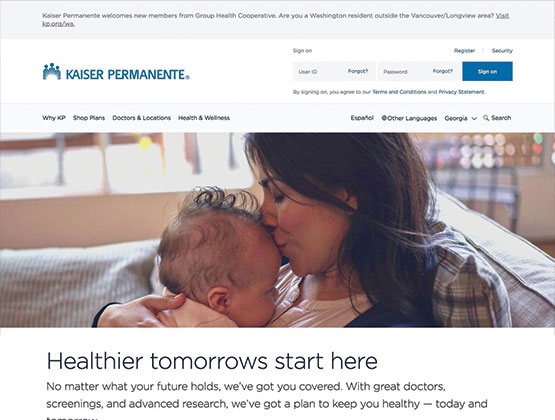 Kaiser Permanente welcomes new members from Group Health Cooperative. Are you a Washington resident outside the Vancouver/Longview area? Visit
kp.org/wa.
Sign on Register Security
User ID Forgot? Password Forgot? Sign on
By signing on, you agree to our Terms and Conditions and Privacy Statement.
KAISER PERMANENTE®
Why KP Shop Plans Doctors & Locations Health & Wellness Español Other Languages Georgia Search
Healthier tomorrows start here
No matter what your future holds, we've got you covered. With great doctors,
screenings, and advanced research, we've got a plan to keep you healthy — today and
tomorrow